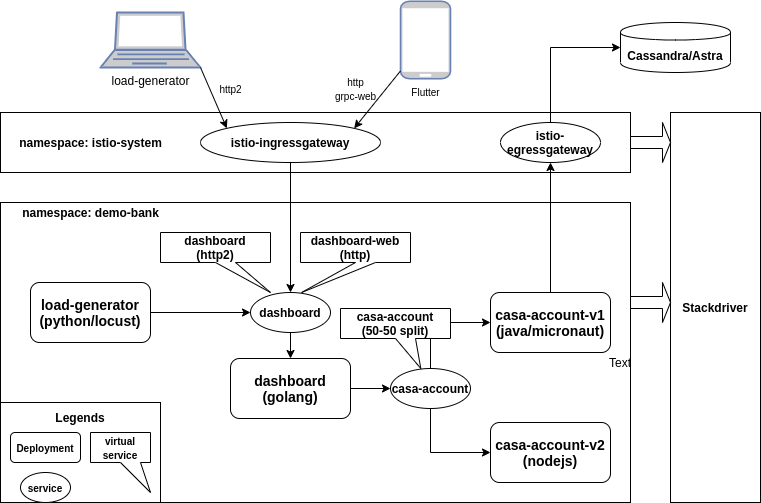 load-generator
http2
http
grpc-web
Flutter
Cassandra/Astra
namespace: istio-system
istio-ingressgateway
istio-
egressgateway
namespace: demo-bank
dashboard
(http2)
dashboard-web
(http)
load-generator
(python/locust)
dashboard
casa-account
(50-50 split)
casa-account-v1
(java/micronaut)
Stackdriver
Text
dashboard
(golang)
casa-account
casa-account-v2
(nodejs)
Legends
Deployment
virtual
service
service